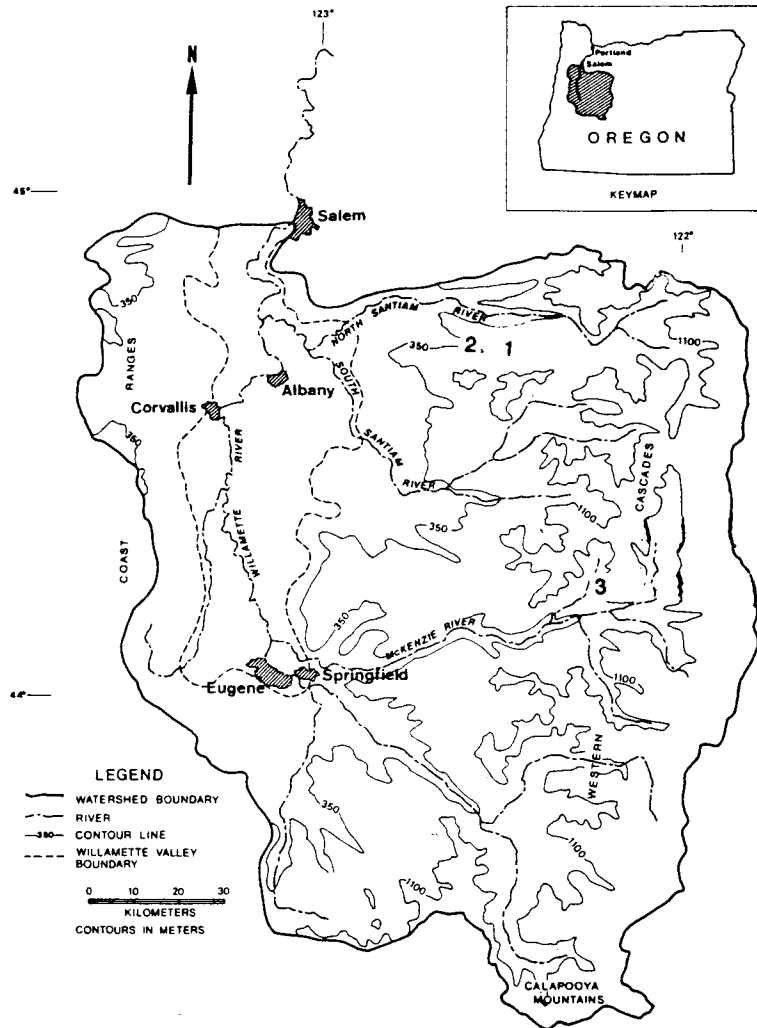 123°
N
Portland
Salem
OREGON
KEYMAP
45°
Salem
122°
350
RANGES
NORTH SANTIAM RIVER
350
2. 1
1100
SOUTH SANTIAM RIVER
Albany
Corvallis
350
WILLAMETTE RIVER
CASCADES
1100
350
COAST
3
350
McKENZIE RIVER
Springfield
Eugene
44°
1100
1100
WESTERN
LEGEND
WATERSHED BOUNDARY
RIVER
350 CONTOUR LINE
WILLAMETTE VALLEY
BOUNDARY
0 10 20 30
KILOMETERS
CONTOURS IN METERS
350
1100
1100
CALAPOOYA
MOUNTAINS